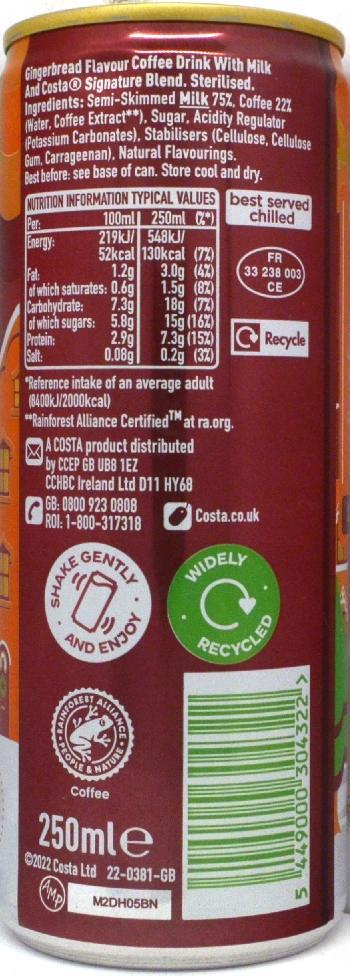 Gingerbread Flavour Coffee Drink With Milk
And Costa® Signature Blend. Sterilised.
Ingredients: Semi-Skimmed Milk 75%, Coffee 22%
(Water, Coffee Extract**), Sugar, Acidity Regulator
(Potassium Carbonates), Stabilisers (Cellulose, Cellulose
Gum, Carrageenan), Natural Flavourings.
Best before: see base of can. Store cool and dry.
NUTRITION INFORMATION TYPICAL VALUES
Per: 100ml 250ml (%*)
Energy: 219kJ/ 548kJ/
52kcal 130kcal (7%)
Fat: 1.2g 3.0g (4%)
of which saturates: 0.6g 1.5g (8%)
Carbohydrate: 7.3g 18g (7%)
of which sugars: 5.8g 15g (16%)
Protein: 2.9g 7.3g (15%)
Salt: 0.08g 0.2g (3%)
best served
chilled
FR
33 238 003
CE
Recycle
*Reference intake of an average adult
(8400kJ/2000kcal)
**Rainforest Alliance Certified™ at ra.org.
A COSTA product distributed
by CCEP GB UB8 1EZ
CCHBC Ireland Ltd D11 HY68
GB: 0800 923 0808
ROI: 1-800-317318
Costa.co.uk
SHAKE GENTLY
· AND ENJOY ·
WIDELY
RECYCLED
RAINFOREST ALLIANCE
PEOPLE & NATURE
Coffee
250ml e
©2022 Costa Ltd 22-0381-GB
AMP
M2DH05BN
5 449000 304322 >